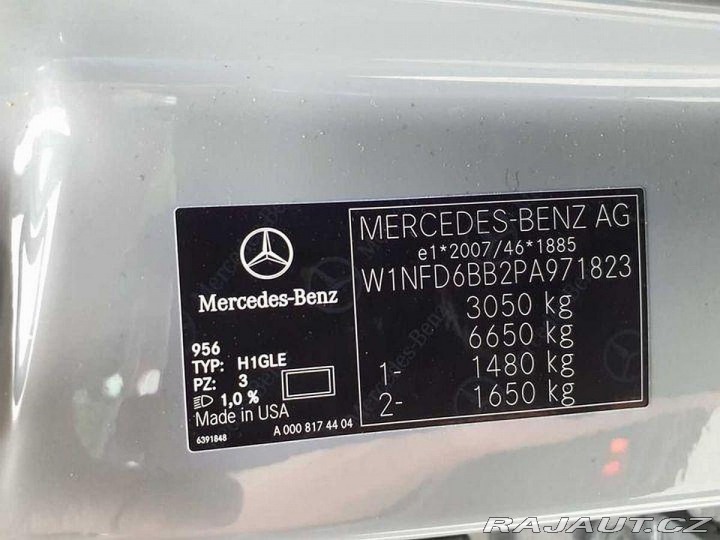 MERCEDES-BENZ AG
e1*2007/46*1885
W1NFD6BB2PA971823
3050 kg
6650 kg
1- 1480 kg
2- 1650 kg
Mercedes-Benz
956
TYP: H1GLE
PZ: 3
1,0 %
Made in USA
6391848
A 000 817 44 04
RAJAUT.CZ